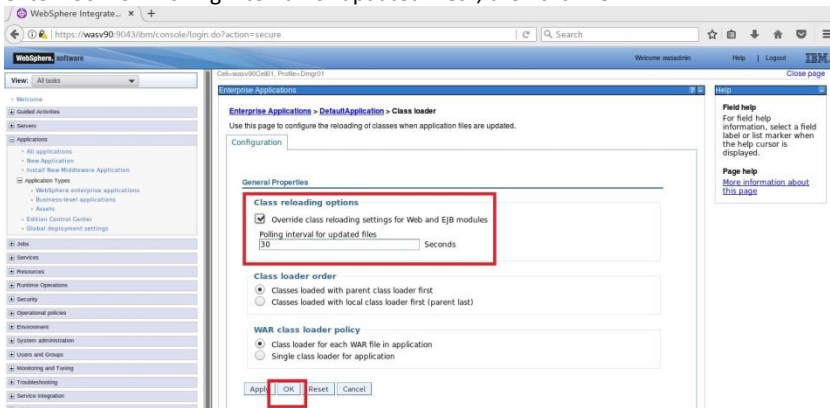 WebSphere Integrate... × +
https://wasv90:9043/ibm/console/login.do?action=secure
Search
WebSphere. software
Welcome wasadmin
Help | Logout
IBM
View: All tasks
Welcome
Guided Activities
Servers
Applications
All applications
New Application
Install New Middleware Application
Application Types
WebSphere enterprise applications
Business-level applications
Assets
Edition Control Center
Global deployment settings
Jobs
Services
Resources
Runtime Operations
Security
Operational policies
Environment
System administration
Users and Groups
Monitoring and Tuning
Troubleshooting
Service integration
Cell=wasv90Cell01, Profile=Dmgr01
Close page
Enterprise Applications
Enterprise Applications > DefaultApplication > Class loader
Use this page to configure the reloading of classes when application files are updated.
Configuration
General Properties
Class reloading options
Override class reloading settings for Web and EJB modules
Polling interval for updated files
30 Seconds
Class loader order
Classes loaded with parent class loader first
Classes loaded with local class loader first (parent last)
WAR class loader policy
Class loader for each WAR file in application
Single class loader for application
Apply OK Reset Cancel
Help
Field help
For field help
information, select a field
label or list marker when
the help cursor is
displayed.
Page help
More information about
this page